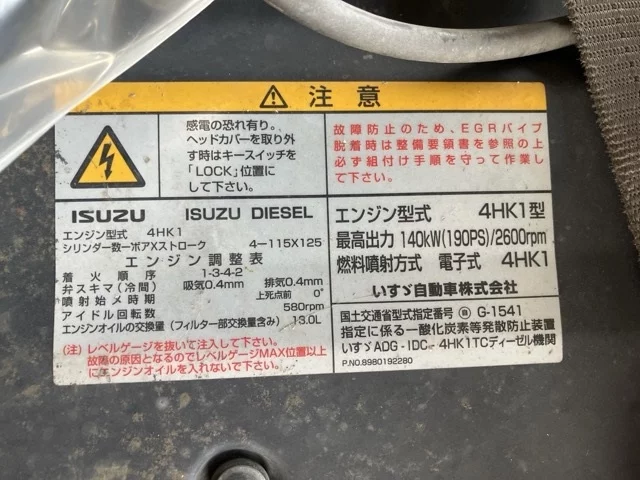 注意
感電の恐れ有り。
ヘッドカバーを取り外
す時はキースイッチを
「LOCK」位置に
して下さい。
故障防止のため、EGRパイプ
脱着時は整備要領書を参照の上
必ず組付け手順を守って作業し
て下さい。
ISUZU ISUZU DIESEL
エンジン型式 4HK1
シリンダー数ーボアXストローク 4-115X125
エンジン調整表
着火順序 1-3-4-2
弁スキマ(冷間) 吸気0.4mm 排気0.4mm
噴射始メ時期 上死点前 0°
アイドル回転数 580rpm
エンジンオイルの交換量(フィルター部交換量含み) 13.0L
(注)レベルゲージを抜いて注入して下さい。
故障の原因となるのでレベルゲージMAX位置以上
にエンジンオイルを入れないで下さい。
エンジン型式 4HK1型
最高出力 140kW(190PS)/2600rpm
燃料噴射方式 電子式 4HK1
いすゞ自動車株式会社
国土交通省型式指定番号 G-1541
指定に係る一酸化炭素等発散防止装置
いすゞADG-IDC-4HK1TCディーゼル機関
P.NO.8980192280